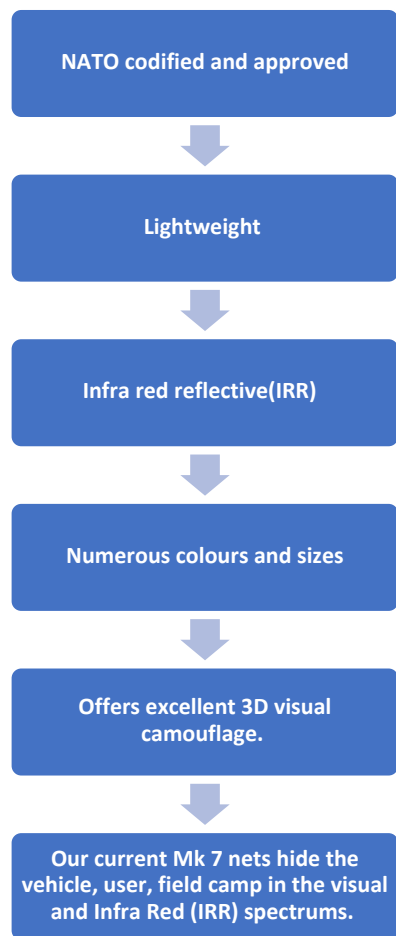 NATO codified and approved
Lightweight
Infra red reflective(IRR)
Numerous colours and sizes
Offers excellent 3D visual
camouflage.
Our current Mk 7 nets hide the
vehicle, user, field camp in the visual
and Infra Red (IRR) spectrums.